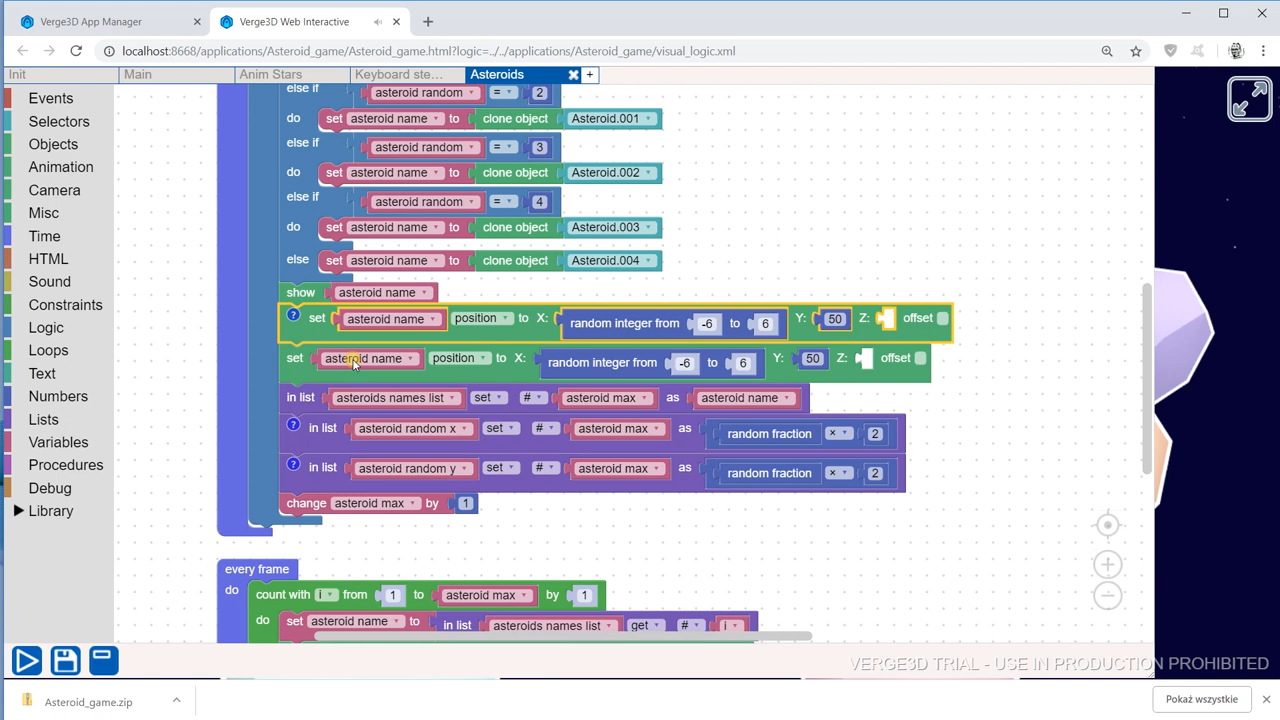 Verge3D App Manager
Verge3D Web Interactive
localhost:8668/applications/Asteroid_game/Asteroid_game.html?logic=../../applications/Asteroid_game/visual_logic.xml
Init Main Anim Stars Keyboard ste... Asteroids +
Events
Selectors
Objects
Animation
Camera
Misc
Time
HTML
Sound
Constraints
Logic
Loops
Text
Numbers
Lists
Variables
Procedures
Debug
Library
else if asteroid random = 2
do set asteroid name to clone object Asteroid.001
else if asteroid random = 3
do set asteroid name to clone object Asteroid.002
else if asteroid random = 4
do set asteroid name to clone object Asteroid.003
else set asteroid name to clone object Asteroid.004
show asteroid name
? set asteroid name position to X: random integer from -6 to 6 Y: 50 Z: offset
set asteroid name position to X: random integer from -6 to 6 Y: 50 Z: offset
in list asteroids names list set # asteroid max as asteroid name
? in list asteroid random x set # asteroid max as random fraction × 2
? in list asteroid random y set # asteroid max as random fraction × 2
change asteroid max by 1
every frame
do count with i from 1 to asteroid max by 1
do set asteroid name to in list asteroids names list get # i
VERGE3D TRIAL - USE IN PRODUCTION PROHIBITED
Asteroid_game.zip
Pokaż wszystkie